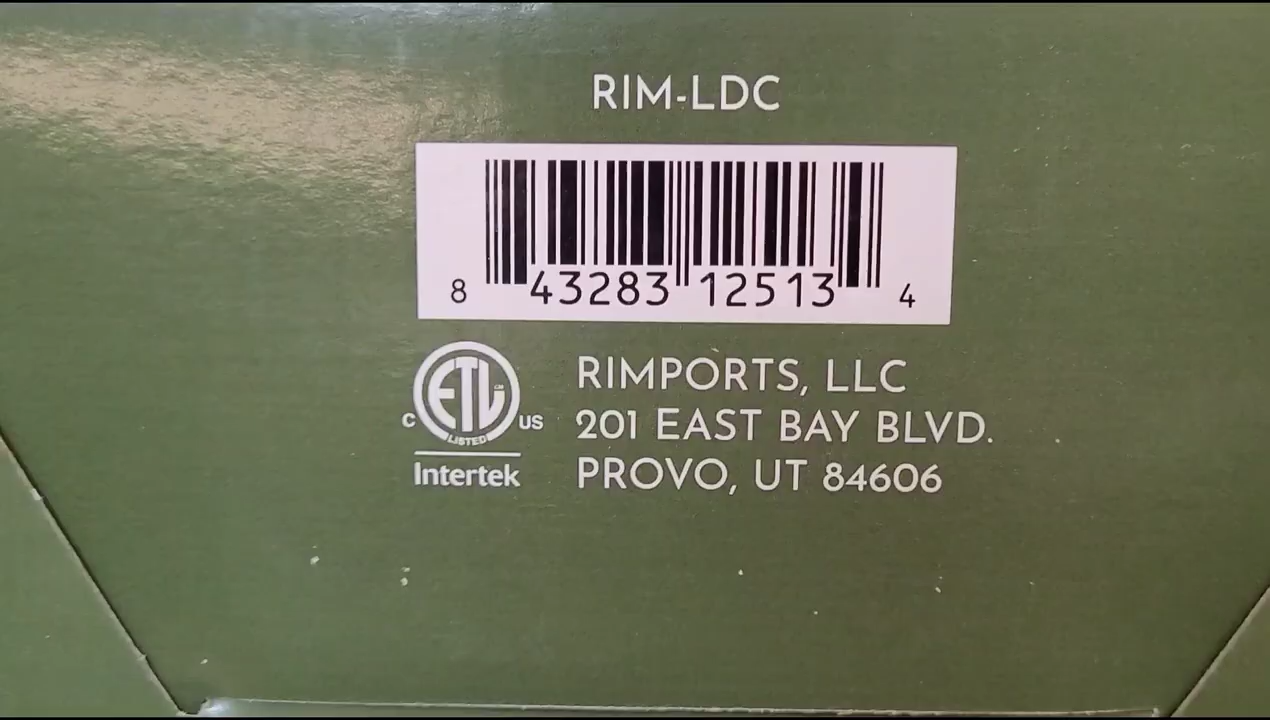 RIM-LDC
8 43283 12513 4
ETL CM
LISTED
C US
Intertek
RIMPORTS, LLC
201 EAST BAY BLVD.
PROVO, UT 84606